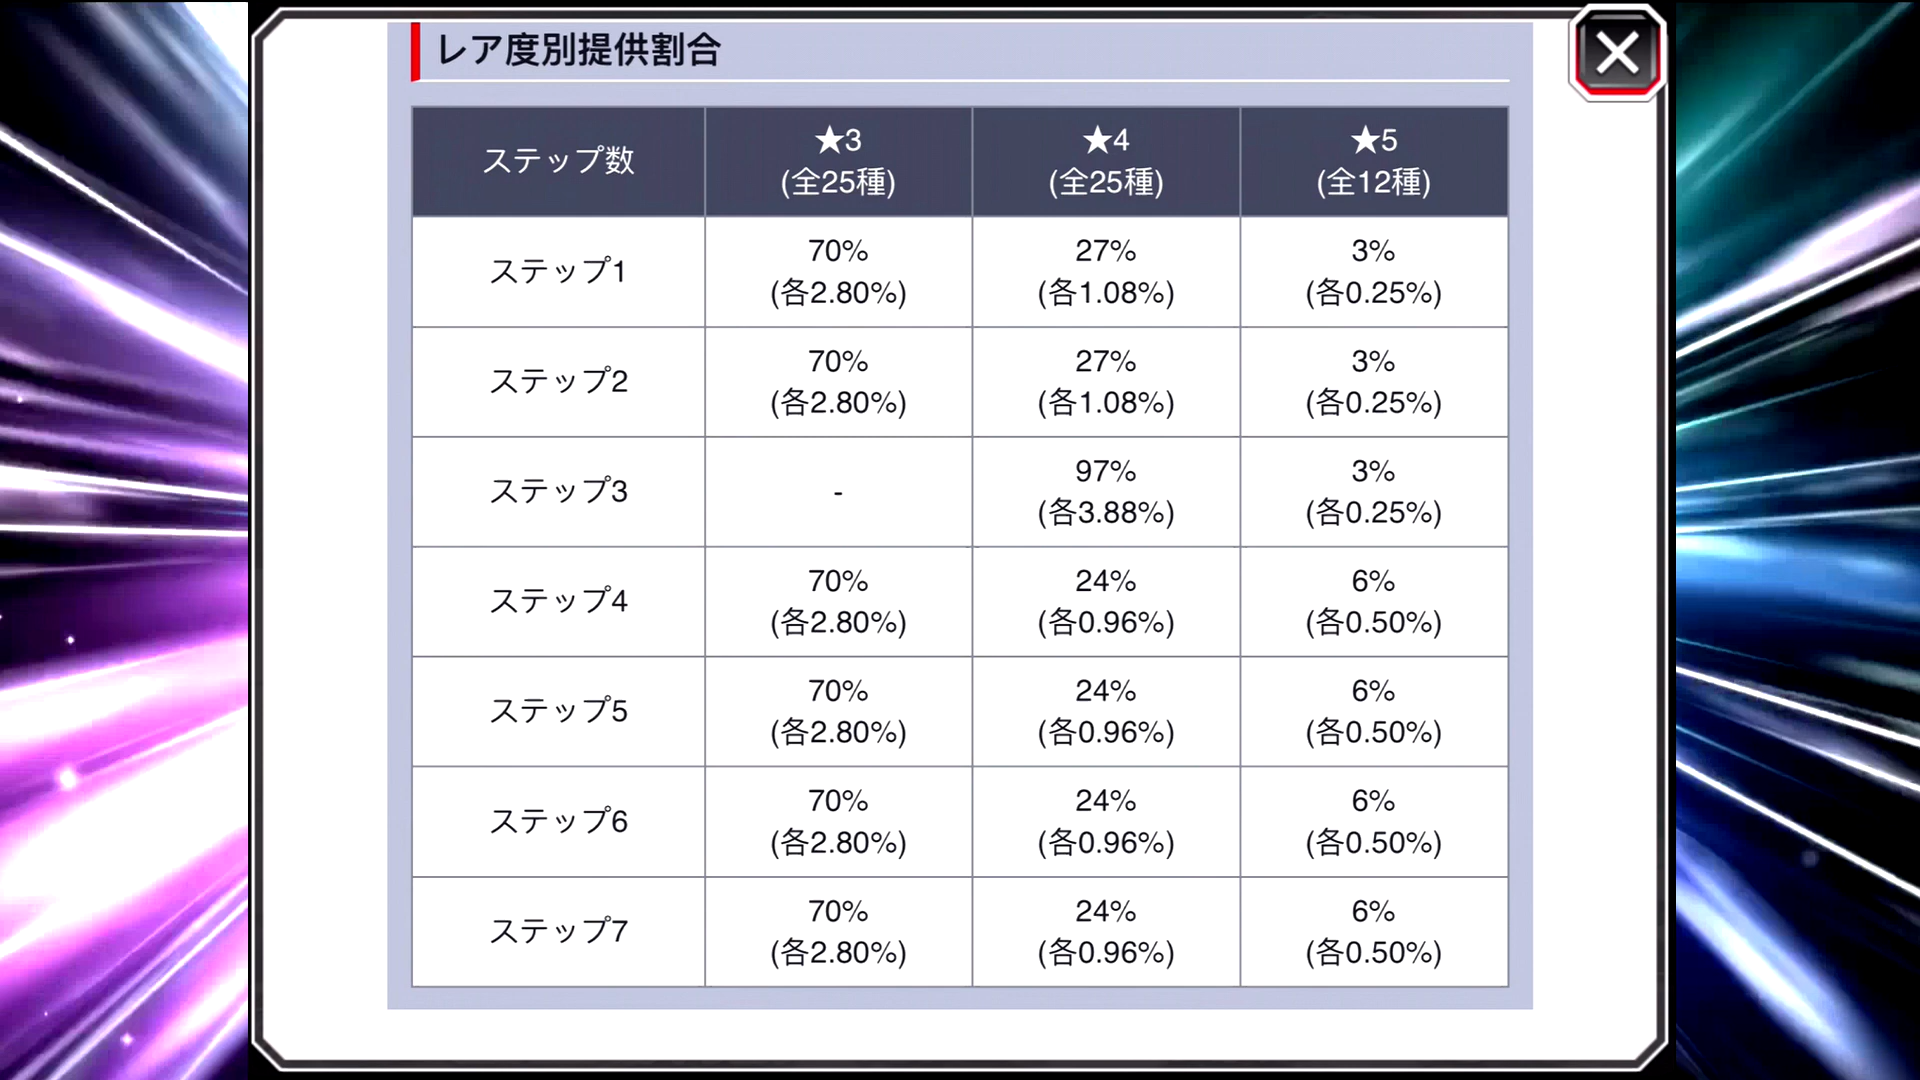 レア度別提供割合
ステップ数 ★3 (全25種) ★4 (全25種) ★5 (全12種)
ステップ1 70% (各2.80%) 27% (各1.08%) 3% (各0.25%)
ステップ2 70% (各2.80%) 27% (各1.08%) 3% (各0.25%)
ステップ3 - 97% (各3.88%) 3% (各0.25%)
ステップ4 70% (各2.80%) 24% (各0.96%) 6% (各0.50%)
ステップ5 70% (各2.80%) 24% (各0.96%) 6% (各0.50%)
ステップ6 70% (各2.80%) 24% (各0.96%) 6% (各0.50%)
ステップ7 70% (各2.80%) 24% (各0.96%) 6% (各0.50%)